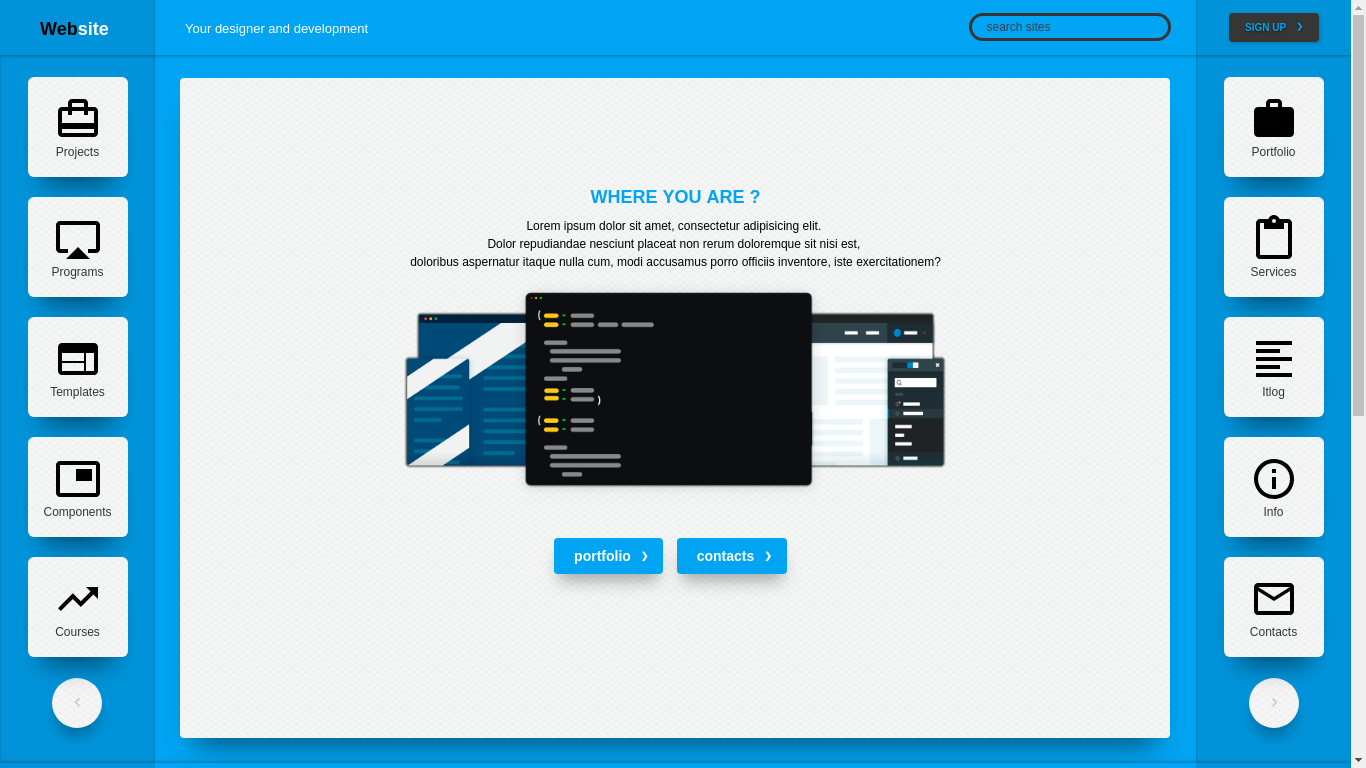 Website
Your designer and development
search sites
SIGN UP ❯
Projects
Programs
Templates
Components
Courses
WHERE YOU ARE ?
Lorem ipsum dolor sit amet, consectetur adipisicing elit.
Dolor repudiandae nesciunt placeat non rerum doloremque sit nisi est,
doloribus aspernatur itaque nulla cum, modi accusamus porro officiis inventore, iste exercitationem?
portfolio ❯
contacts ❯
Portfolio
Services
Itlog
Info
Contacts